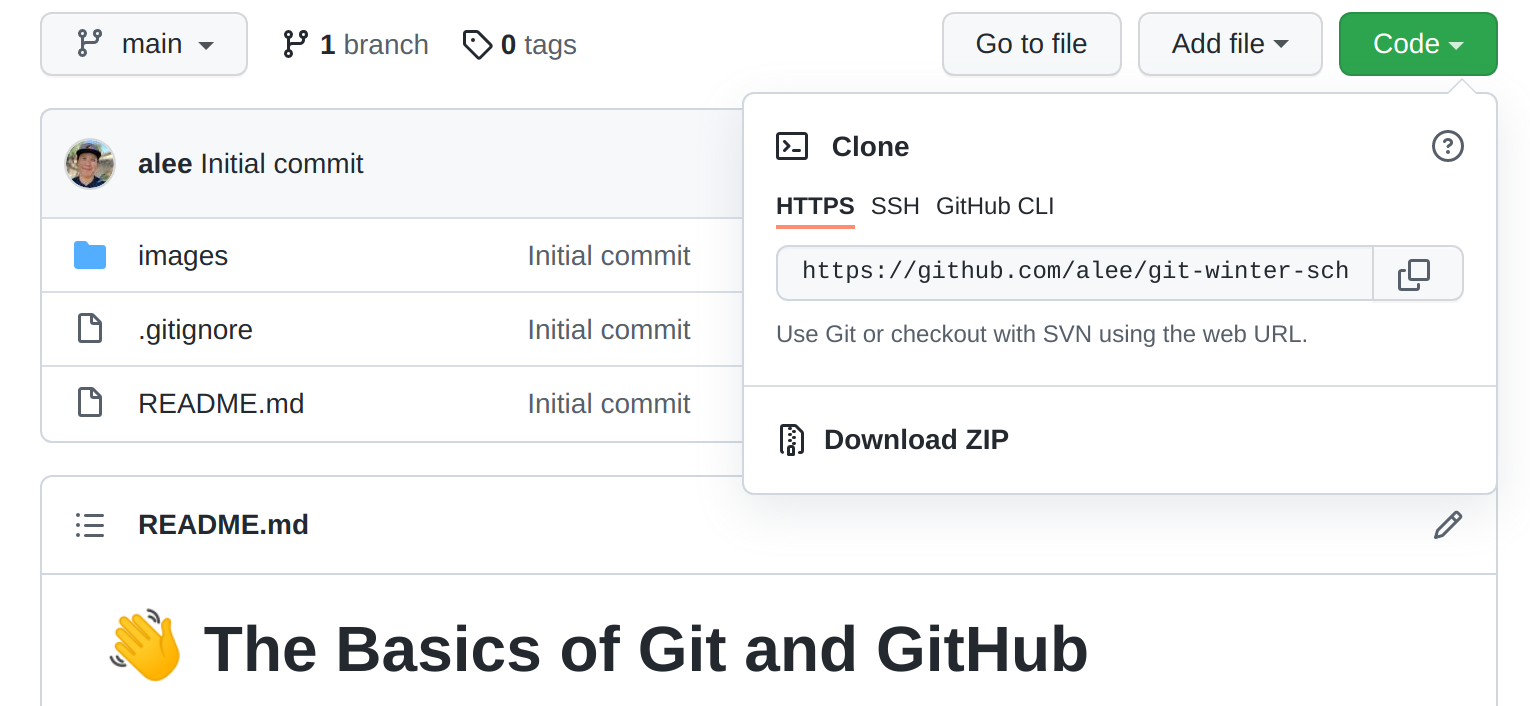 main 1 branch 0 tags Go to file Add file Code
alee Initial commit
images Initial commit
.gitignore Initial commit
README.md Initial commit
Clone
HTTPS SSH GitHub CLI
https://github.com/alee/git-winter-sch
Use Git or checkout with SVN using the web URL.
Download ZIP
README.md
The Basics of Git and GitHub